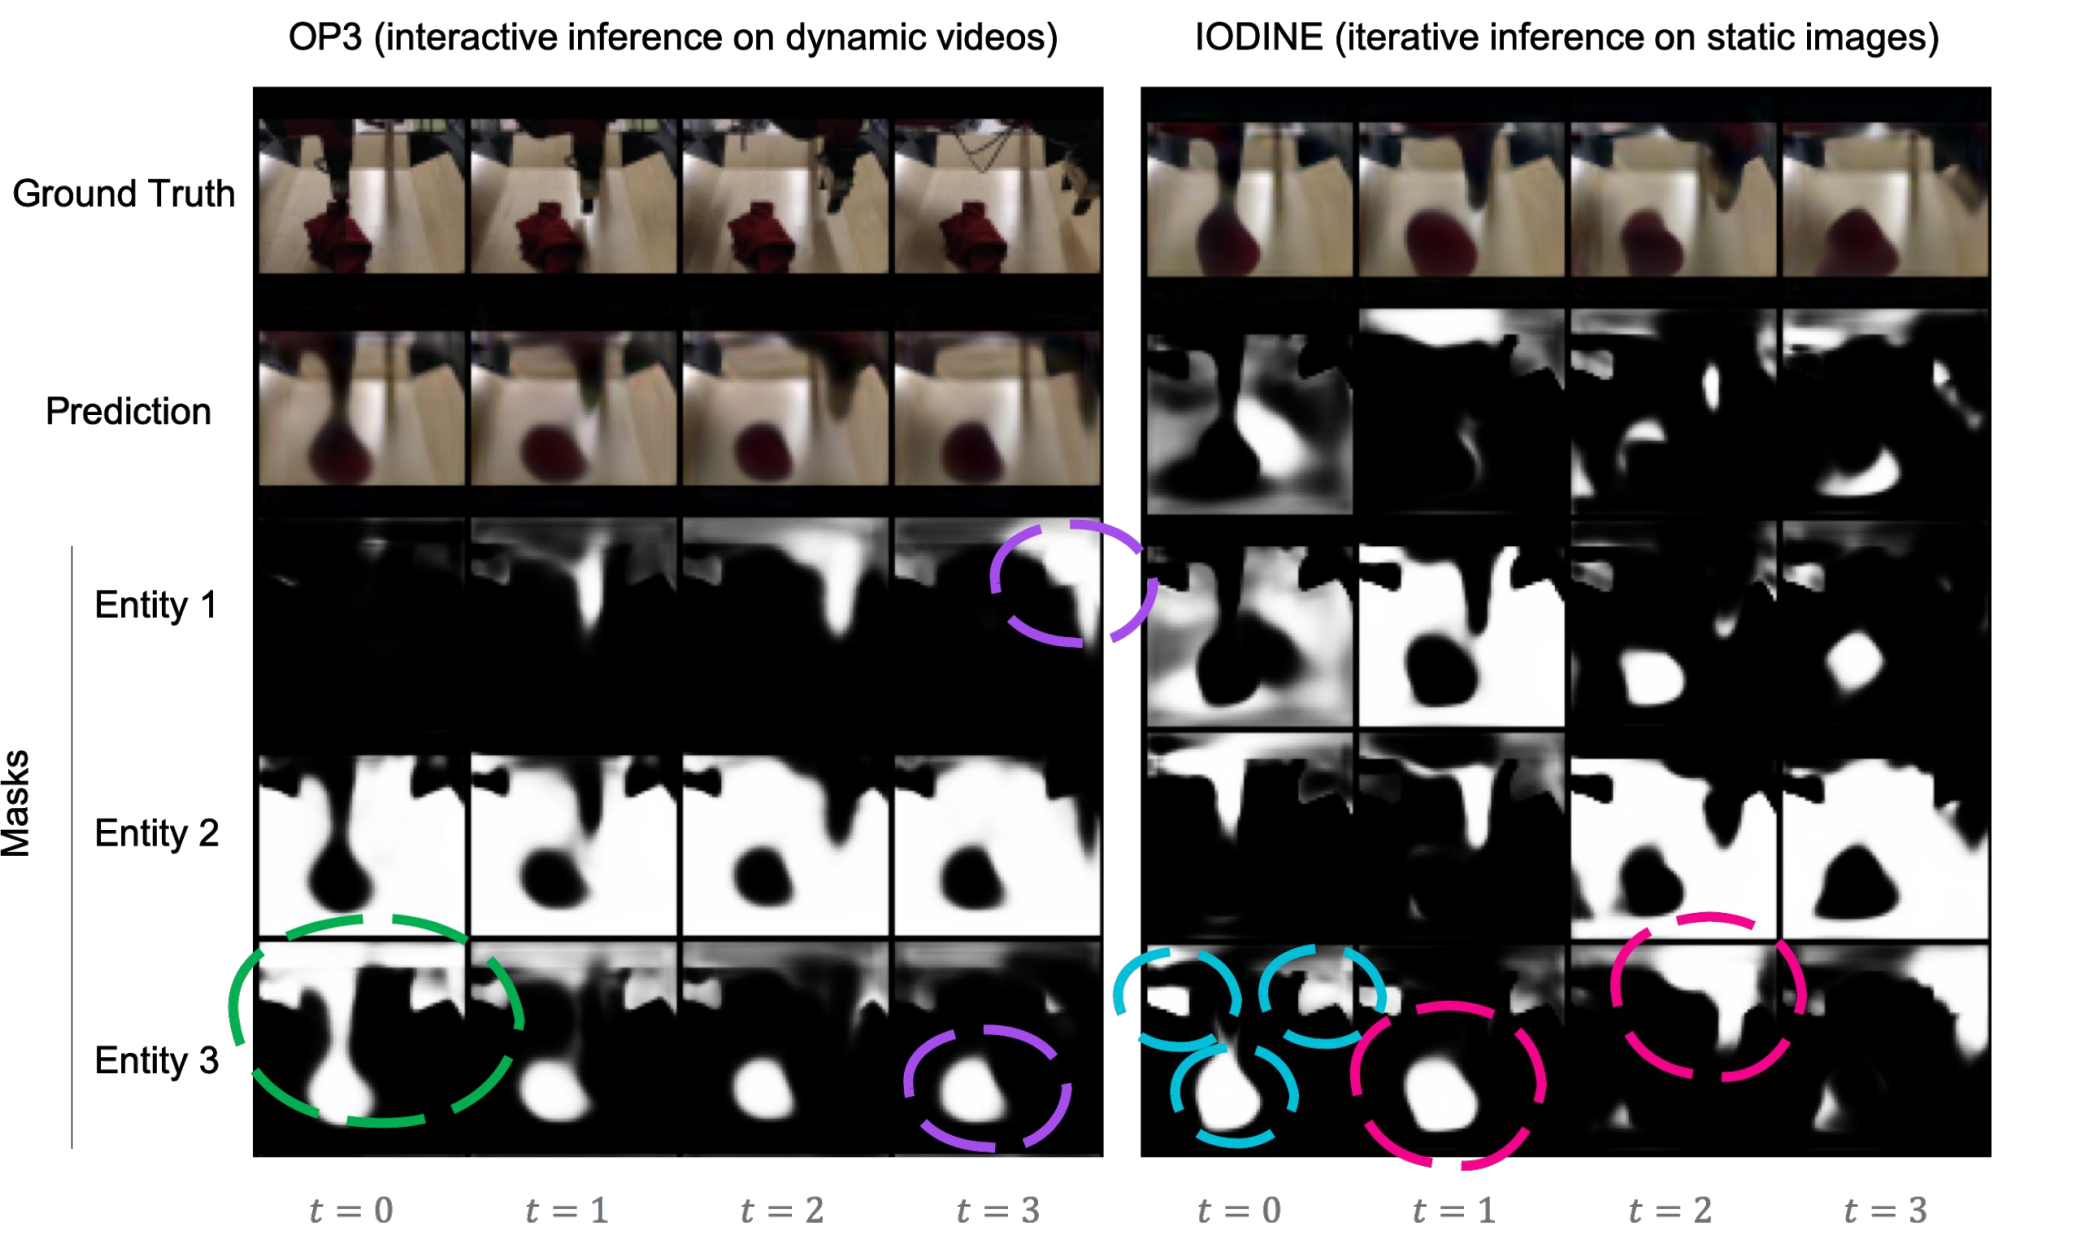 OP3 (interactive inference on dynamic videos)
IODINE (iterative inference on static images)
Ground Truth
Prediction
Masks
Entity 1
Entity 2
Entity 3
t = 0
t = 1
t = 2
t = 3
t = 0
t = 1
t = 2
t = 3